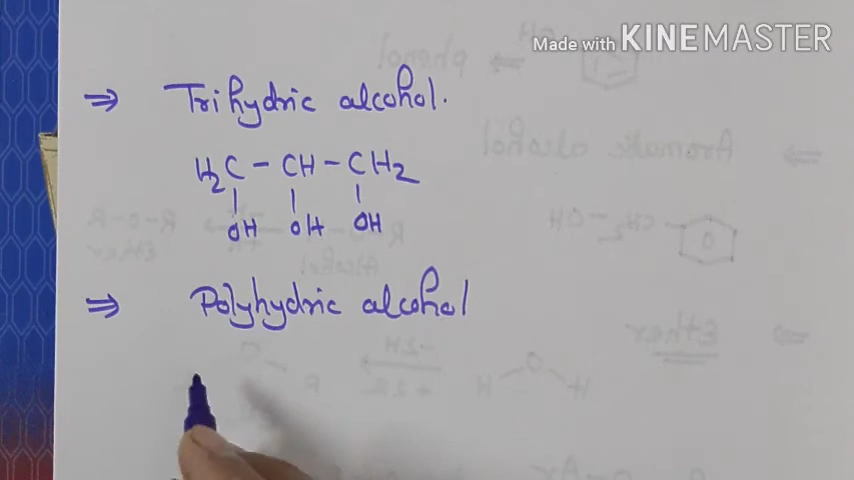 Made with KINEMASTER
⇒ Trihydric alcohol.
H₂C – CH – CH₂
| | |
OH OH OH
⇒ Polyhydric alcohol